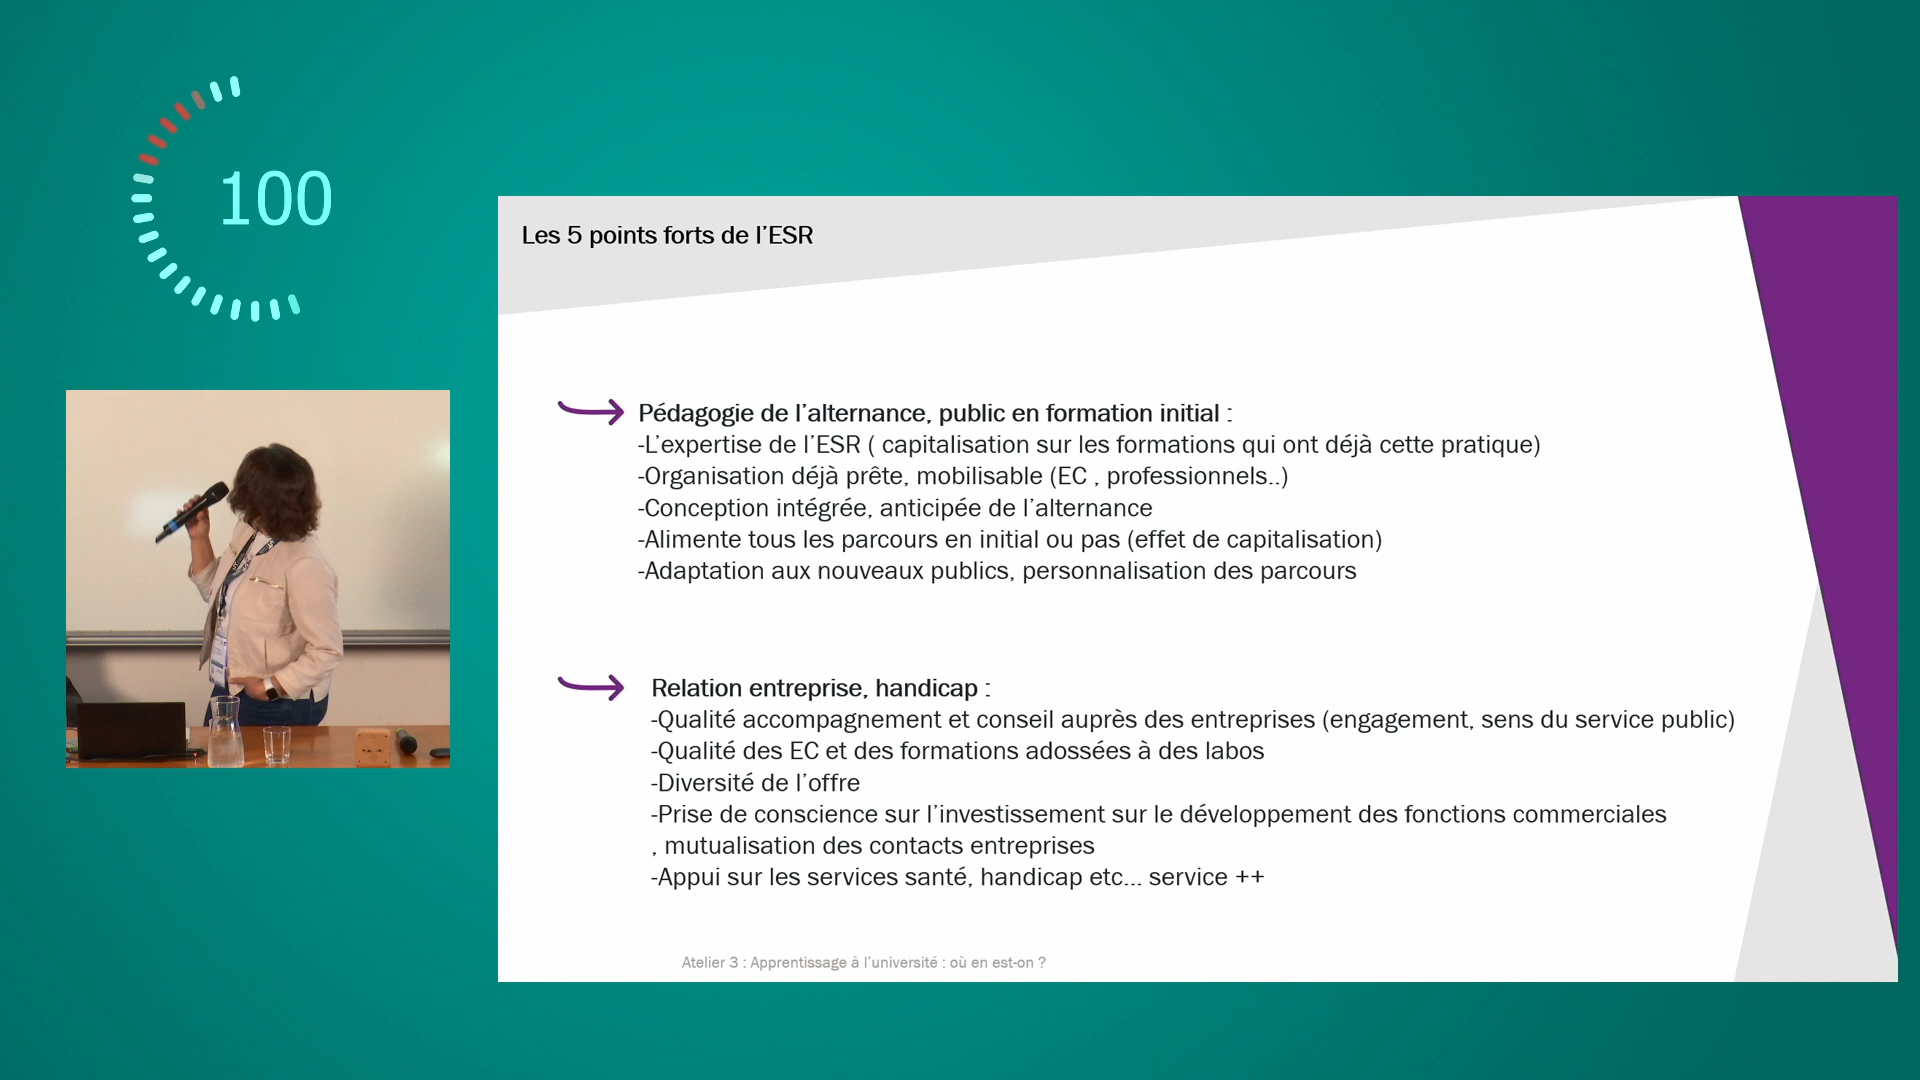 100
Les 5 points forts de l'ESR
Pédagogie de l'alternance, public en formation initial :
-L'expertise de l'ESR ( capitalisation sur les formations qui ont déjà cette pratique)
-Organisation déjà prête, mobilisable (EC , professionnels..)
-Conception intégrée, anticipée de l'alternance
-Alimente tous les parcours en initial ou pas (effet de capitalisation)
-Adaptation aux nouveaux publics, personnalisation des parcours
Relation entreprise, handicap :
-Qualité accompagnement et conseil auprès des entreprises (engagement, sens du service public)
-Qualité des EC et des formations adossées à des labos
-Diversité de l'offre
-Prise de conscience sur l'investissement sur le développement des fonctions commerciales
, mutualisation des contacts entreprises
-Appui sur les services santé, handicap etc... service ++
Atelier 3 : Apprentissage à l'université : où en est-on ?